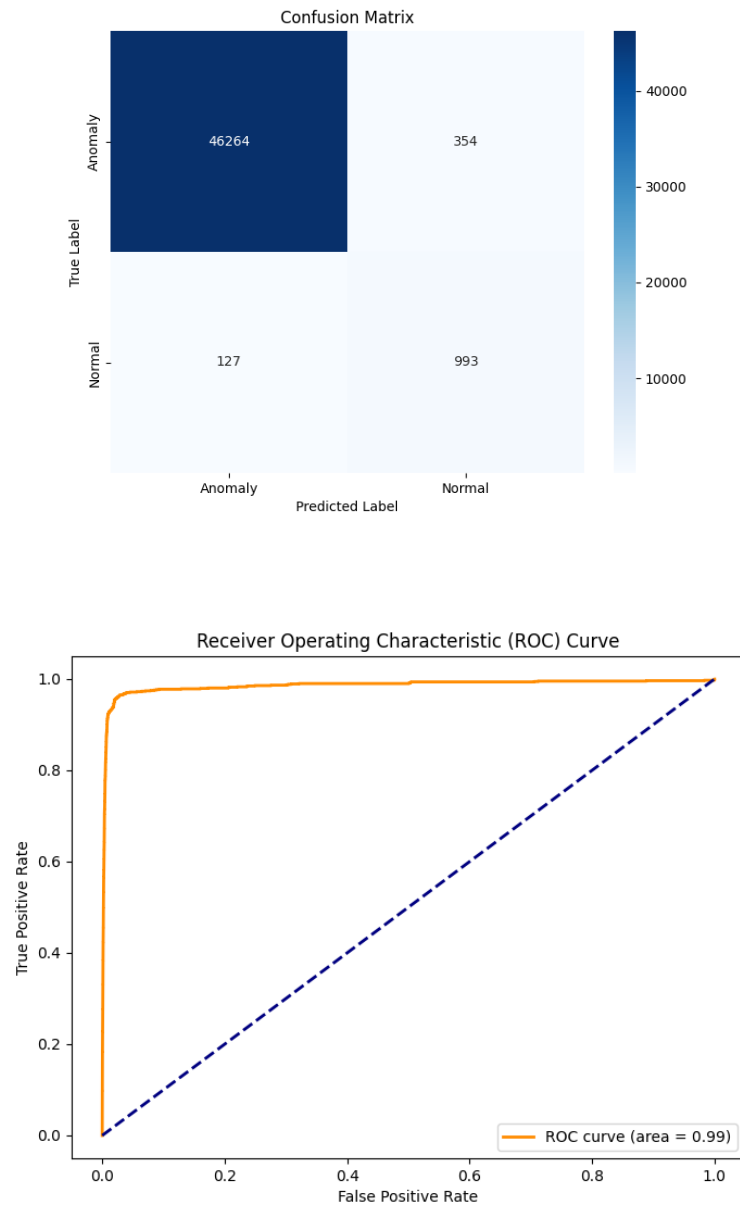 Confusion Matrix
Anomaly
Normal
True Label
46264
354
127
993
40000
30000
20000
10000
Anomaly
Normal
Predicted Label
Receiver Operating Characteristic (ROC) Curve
True Positive Rate
1.0
0.8
0.6
0.4
0.2
0.0
ROC curve (area = 0.99)
0.0
0.2
0.4
0.6
0.8
1.0
False Positive Rate